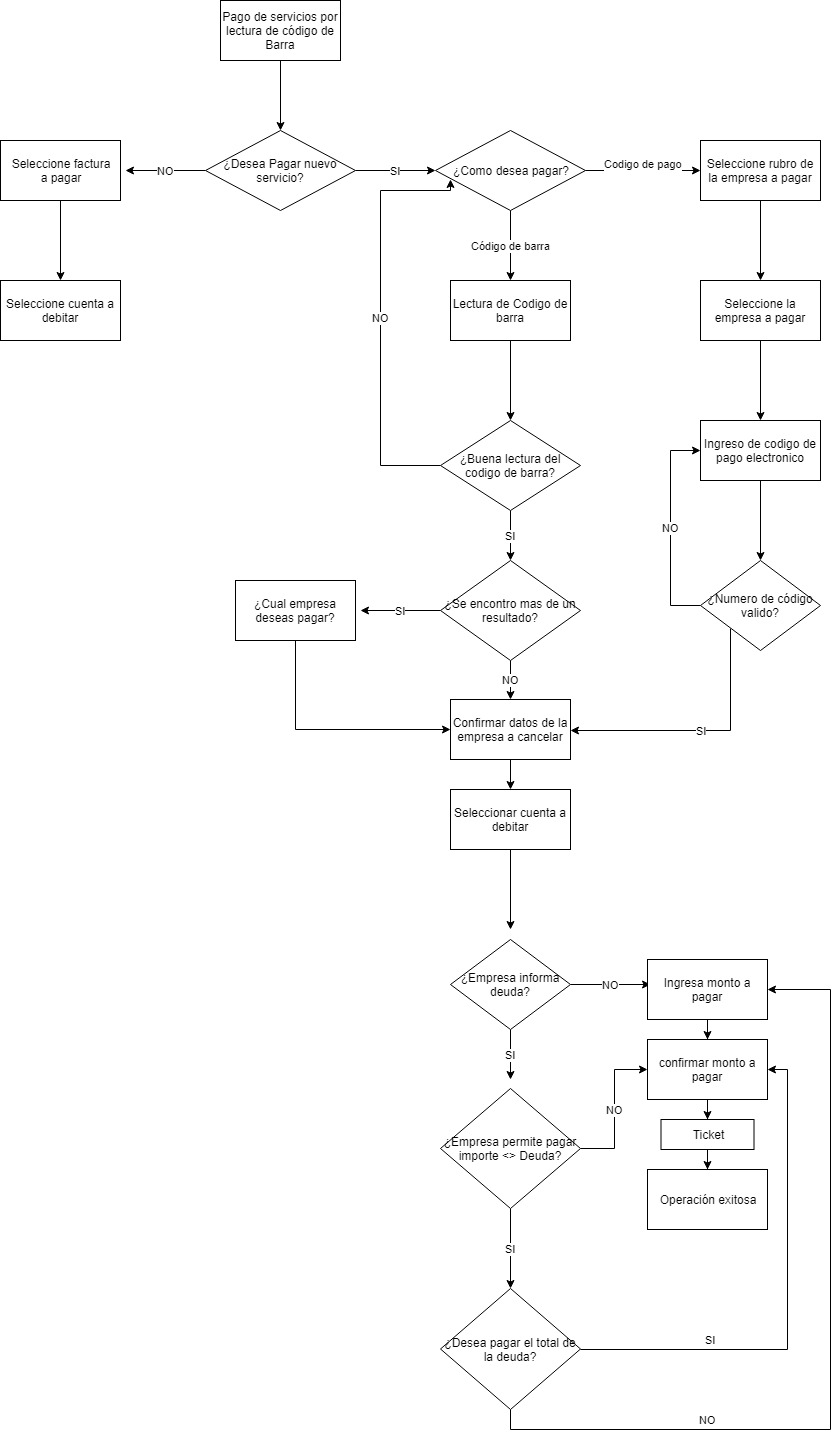 Pago de servicios por
lectura de código de
Barra
Seleccione factura
a pagar
NO
¿Desea Pagar nuevo
servicio?
SI
¿Como desea pagar?
Codigo de pago
Seleccione rubro de
la empresa a pagar
Código de barra
Seleccione cuenta a
debitar
NO
Lectura de Codigo de
barra
Seleccione la
empresa a pagar
¿Buena lectura del
codigo de barra?
Ingreso de codigo de
pago electronico
NO
SI
¿Cual empresa
deseas pagar?
SI
¿Se encontro mas de un
resultado?
¿Numero de código
valido?
NO
Confirmar datos de la
empresa a cancelar
SI
Seleccionar cuenta a
debitar
¿Empresa informa
deuda?
NO
Ingresa monto a
pagar
SI
confirmar monto a
pagar
NO
¿Empresa permite pagar
importe <> Deuda?
Ticket
Operación exitosa
SI
¿Desea pagar el total de
la deuda?
SI
NO